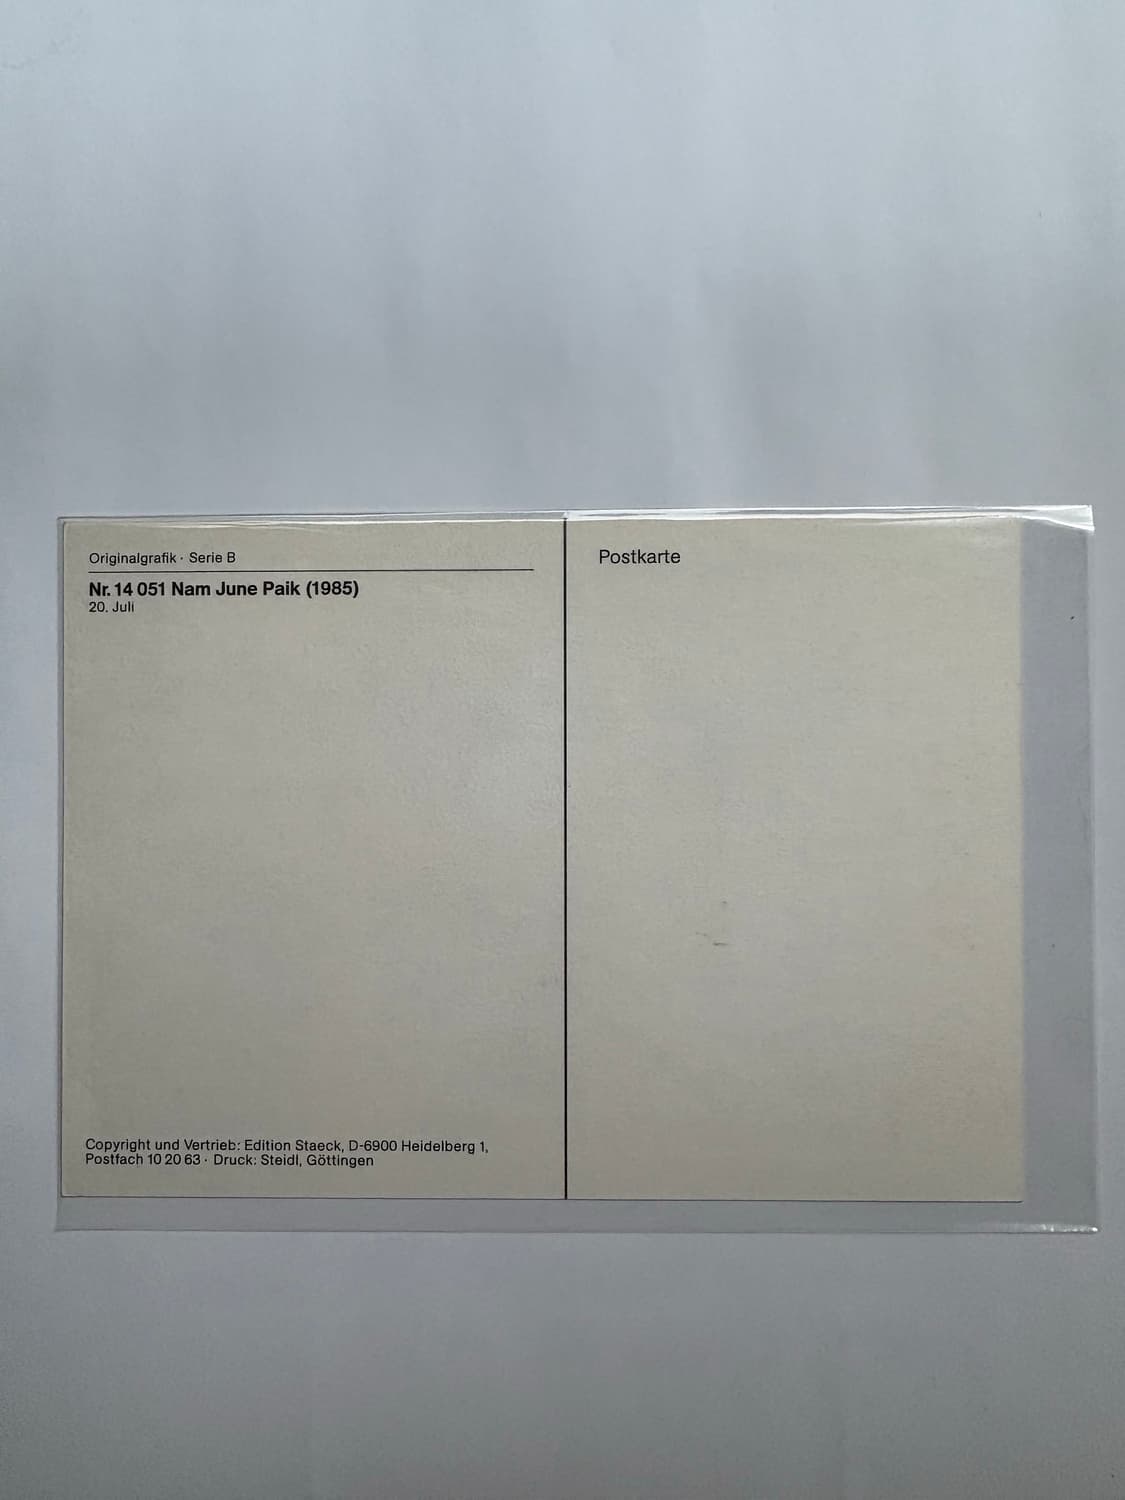 Originalgrafik · Serie B
Nr. 14 051 Nam June Paik (1985)
20. Juli
Copyright und Vertrieb: Edition Staeck, D-6900 Heidelberg 1,
Postfach 10 20 63 · Druck: Steidl, Göttingen
Postkarte